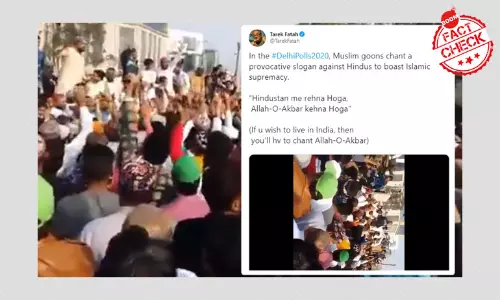 BOOM
FACT
CHECK
Tarek Fatah
@TarekFatah
In the #DelhiPolls2020, Muslim goons chant a
provocative slogan against Hindus to boast Islamic
supremacy.
"Hindustan me rehna Hoga,
Allah-O-Akbar kehna Hoga"
(If u wish to live in India, then
you'll hv to chant Allah-O-Akbar)